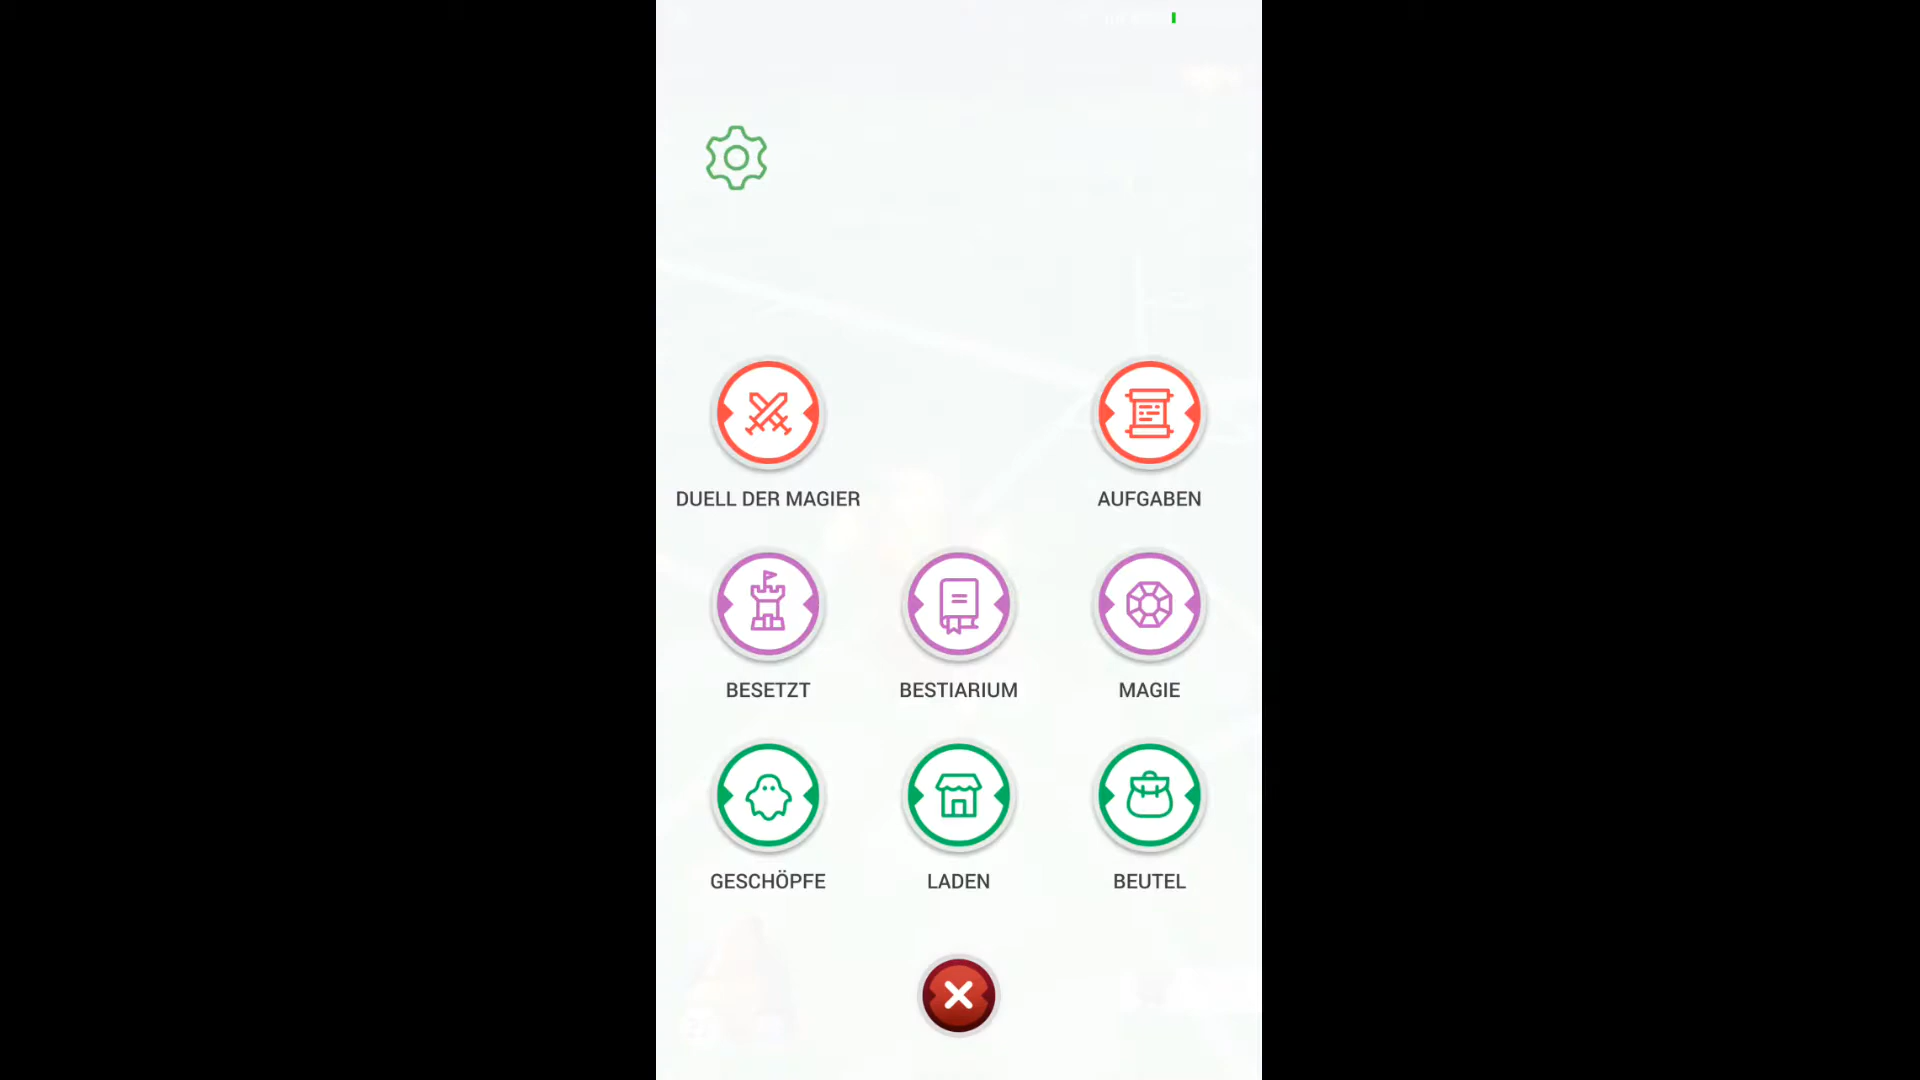 DUELL DER MAGIER
AUFGABEN
BESETZT
BESTIARIUM
MAGIE
GESCHÖPFE
LADEN
BEUTEL